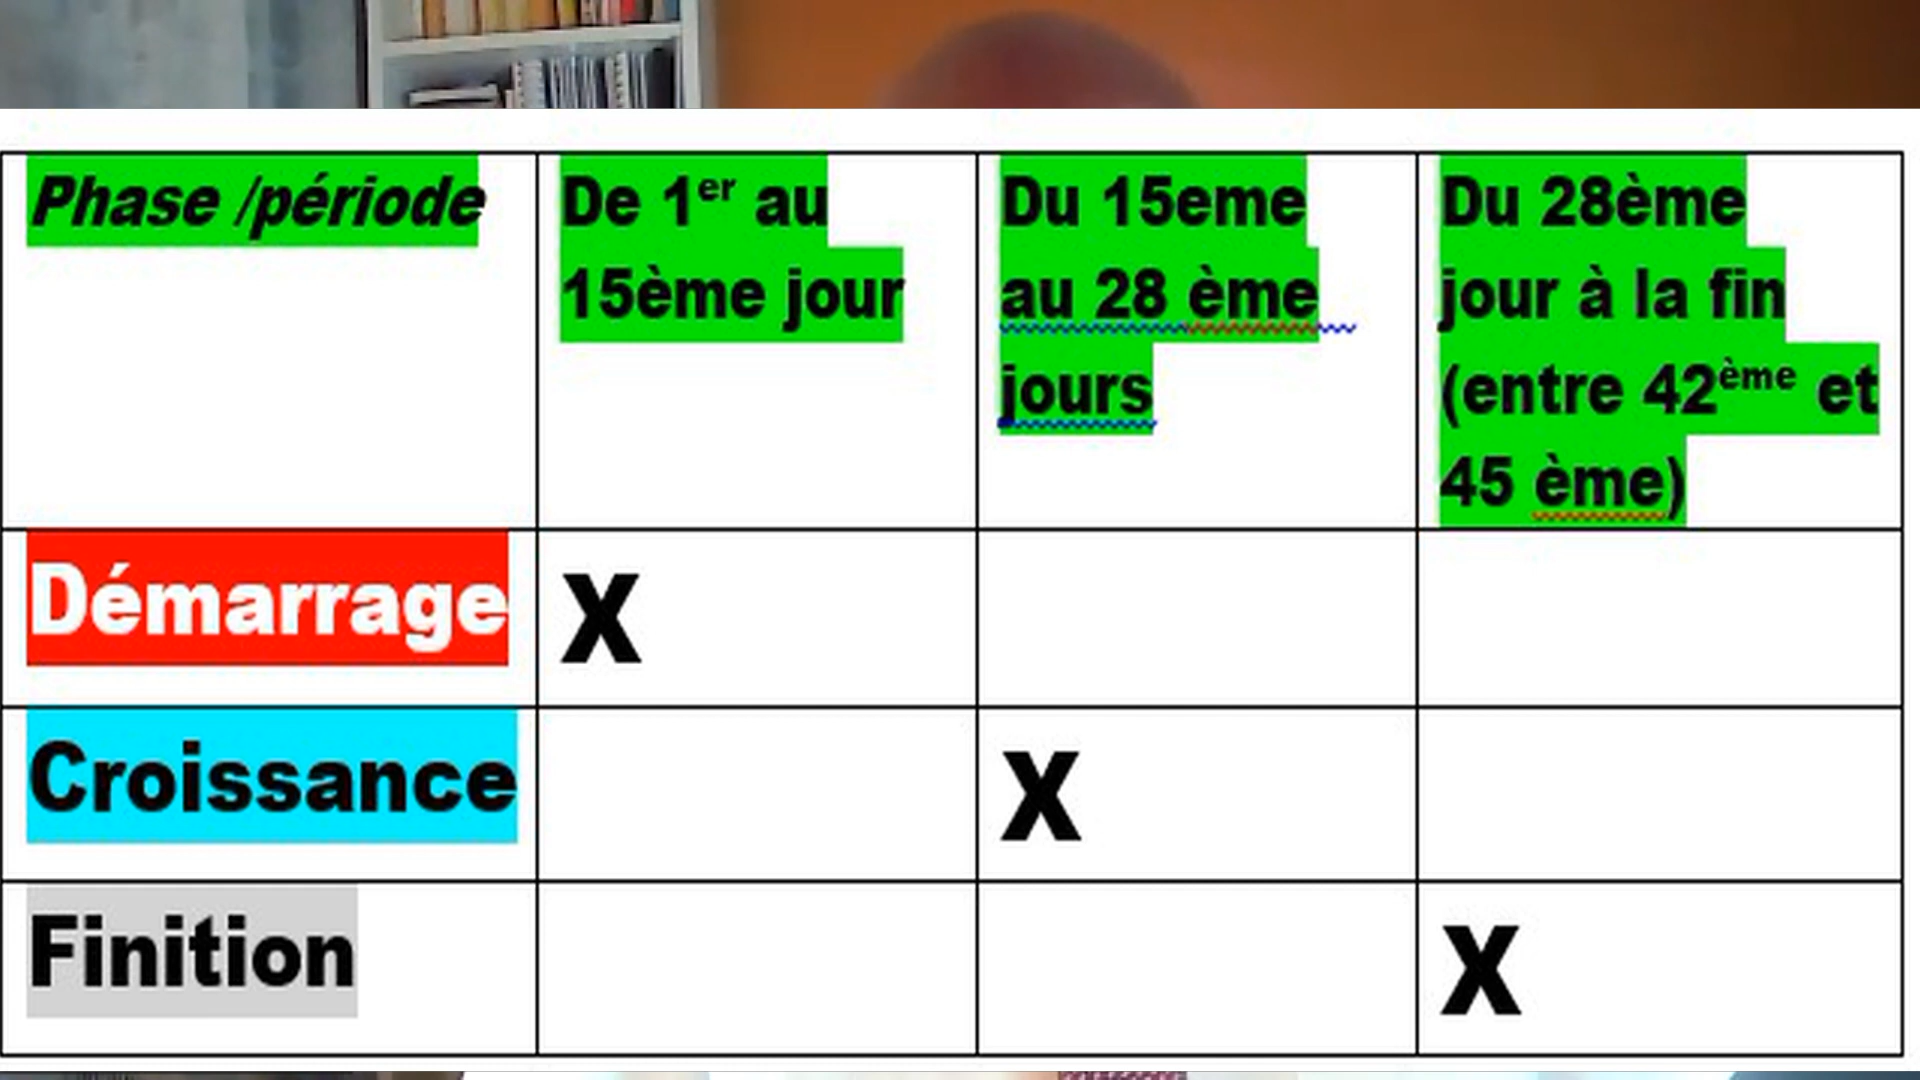 Phase /période
De 1er au
15ème jour
Du 15eme
au 28 ème
jours
Du 28ème
jour à la fin
(entre 42ème et
45 ème)
Démarrage
X
Croissance
X
Finition
X